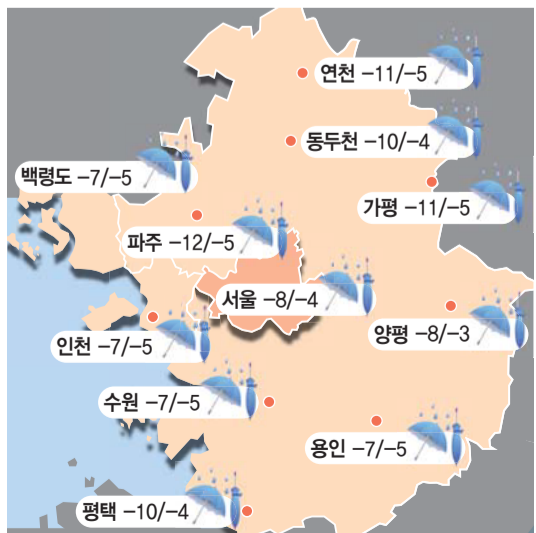 연천 –11/–5
동두천 –10/–4
백령도 –7/–5
가평 –11/–5
파주 –12/–5
서울 –8/–4
양평 –8/–3
인천 –7/–5
수원 –7/–5
용인 –7/–5
평택 –10/–4